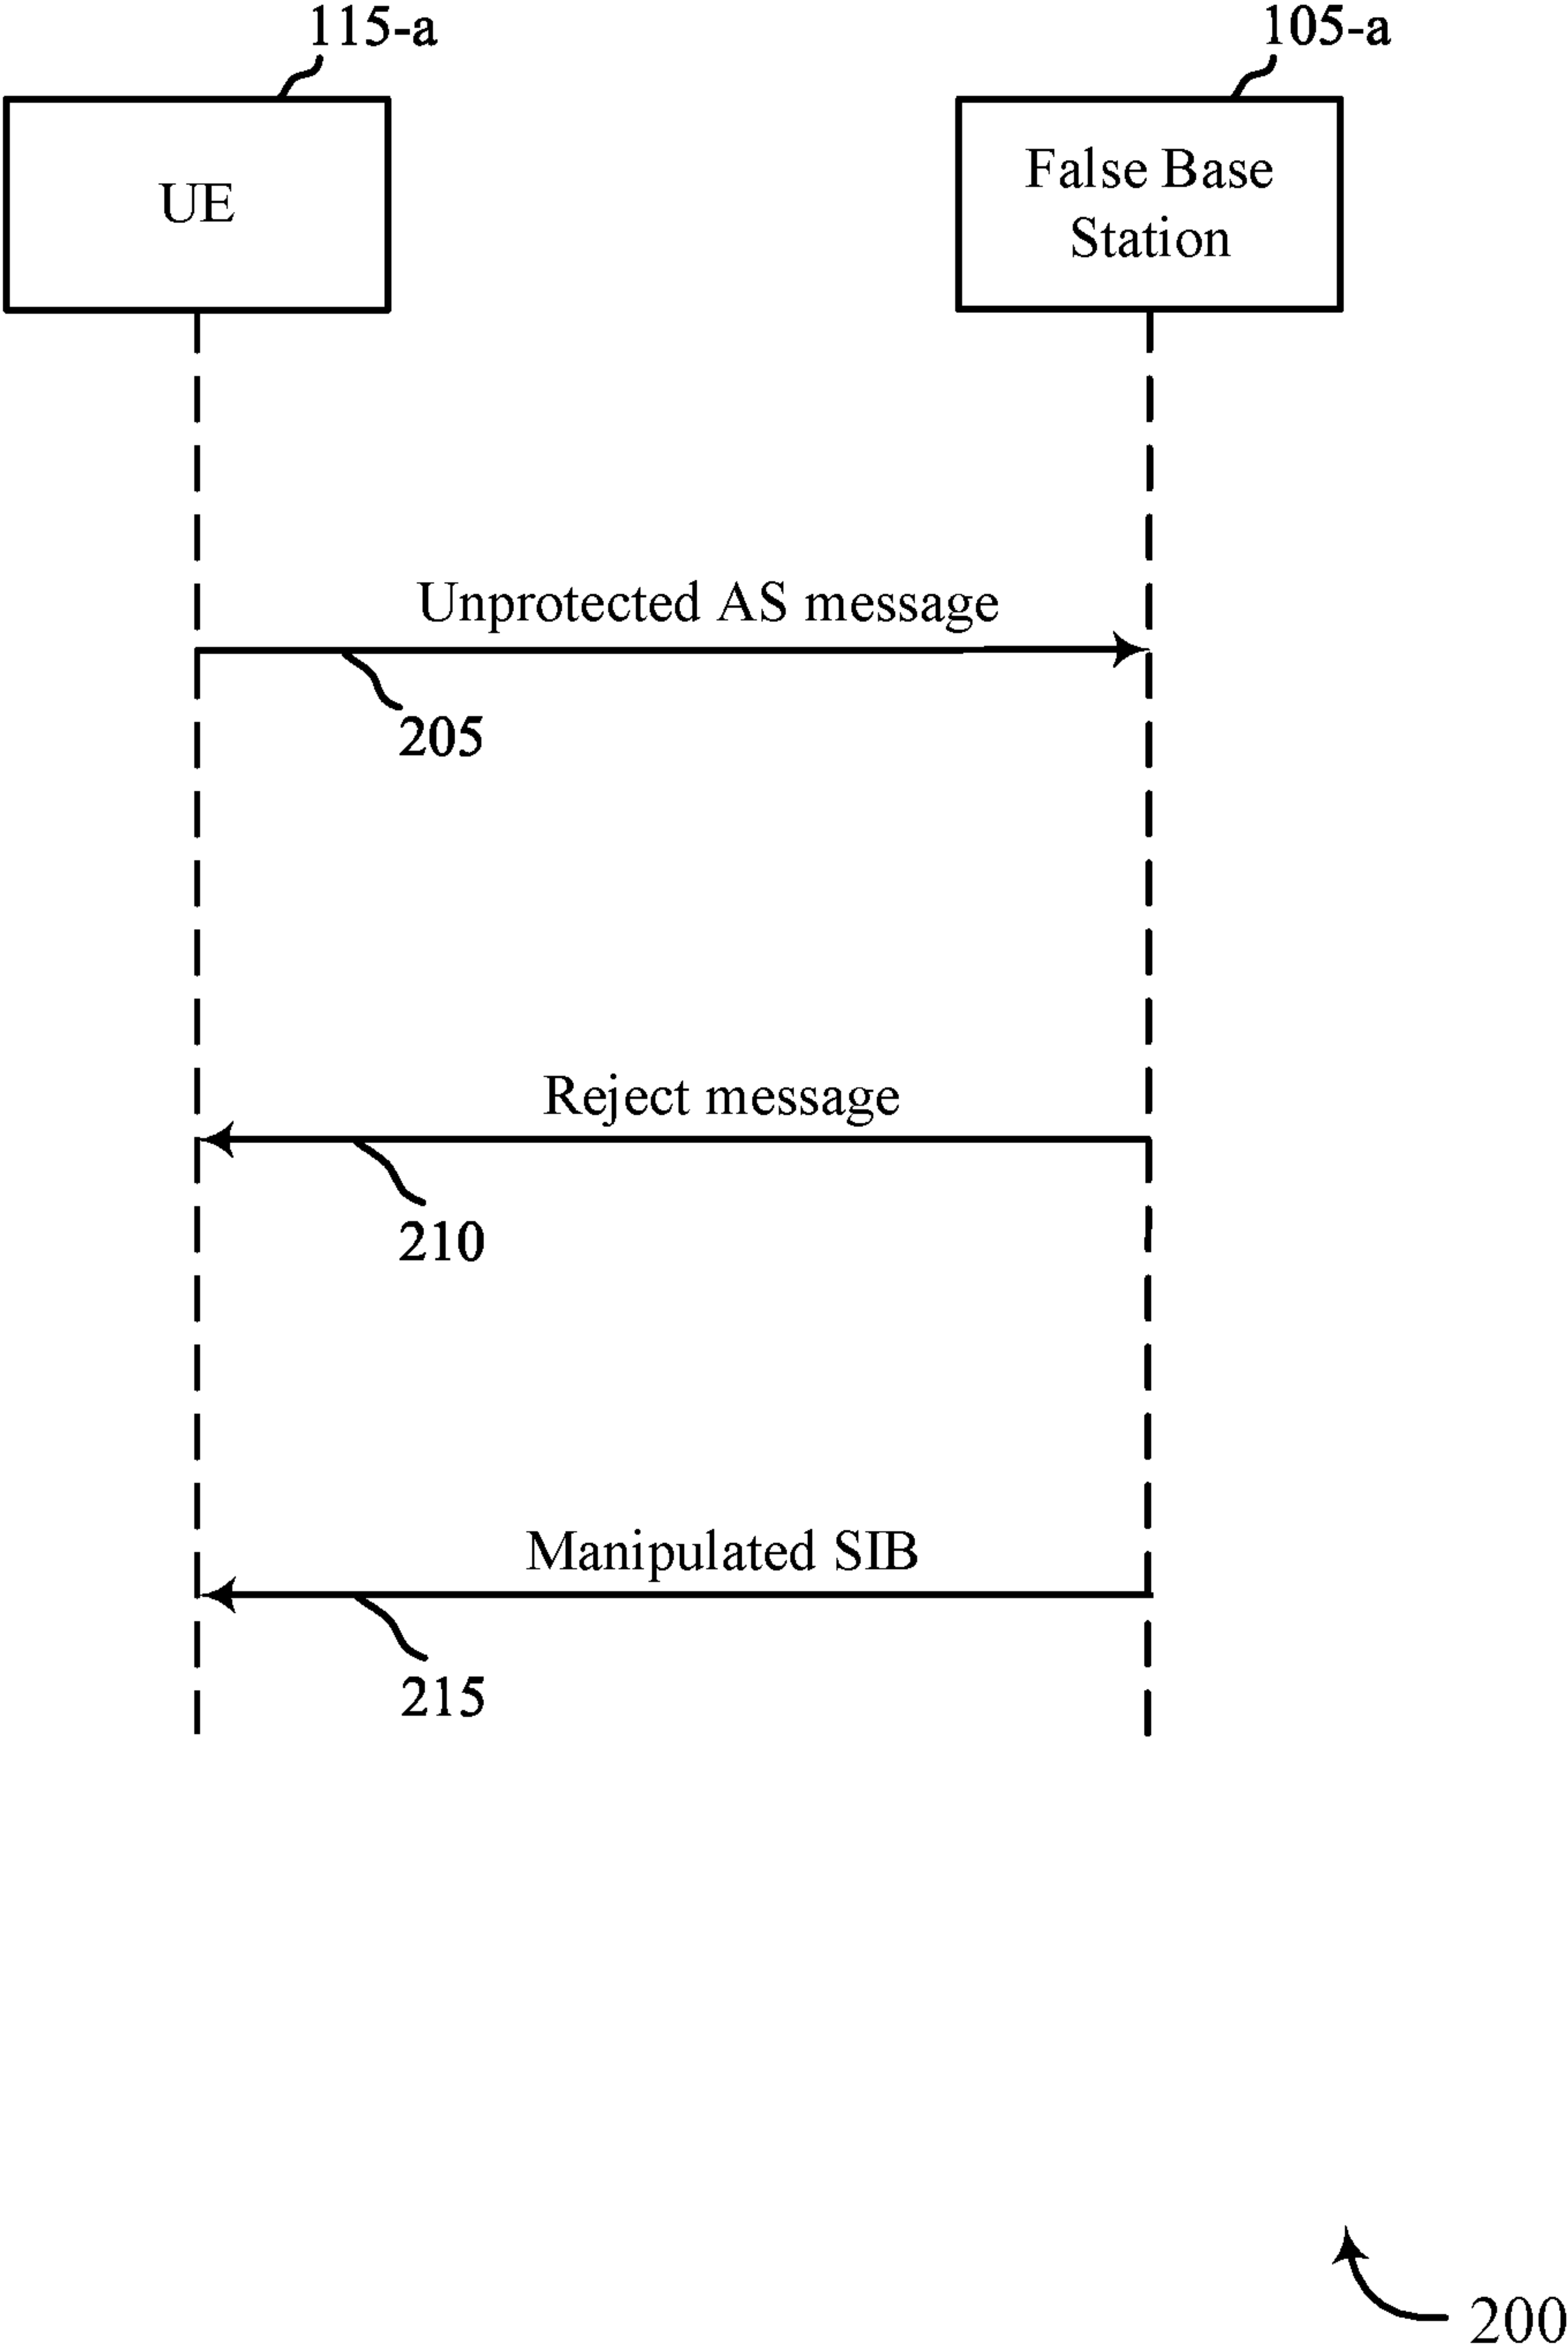 115-a
105-a
UE
False Base
Station
Unprotected AS message
205
Reject message
210
Manipulated SIB
215
200